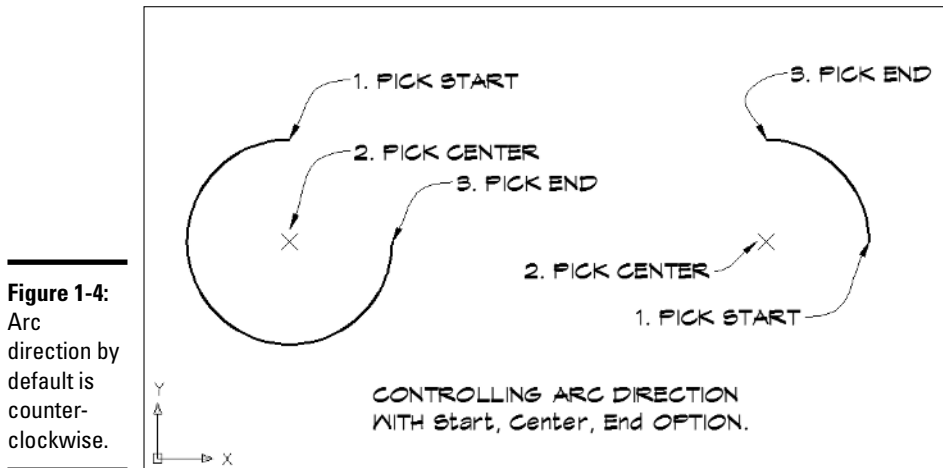 1. PICK START
2. PICK CENTER
3. PICK END
3. PICK END
2. PICK CENTER
1. PICK START
Figure 1-4:
Arc
direction by
default is
counter-
clockwise.
Y
X
CONTROLLING ARC DIRECTION
WITH Start, Center, End OPTION.